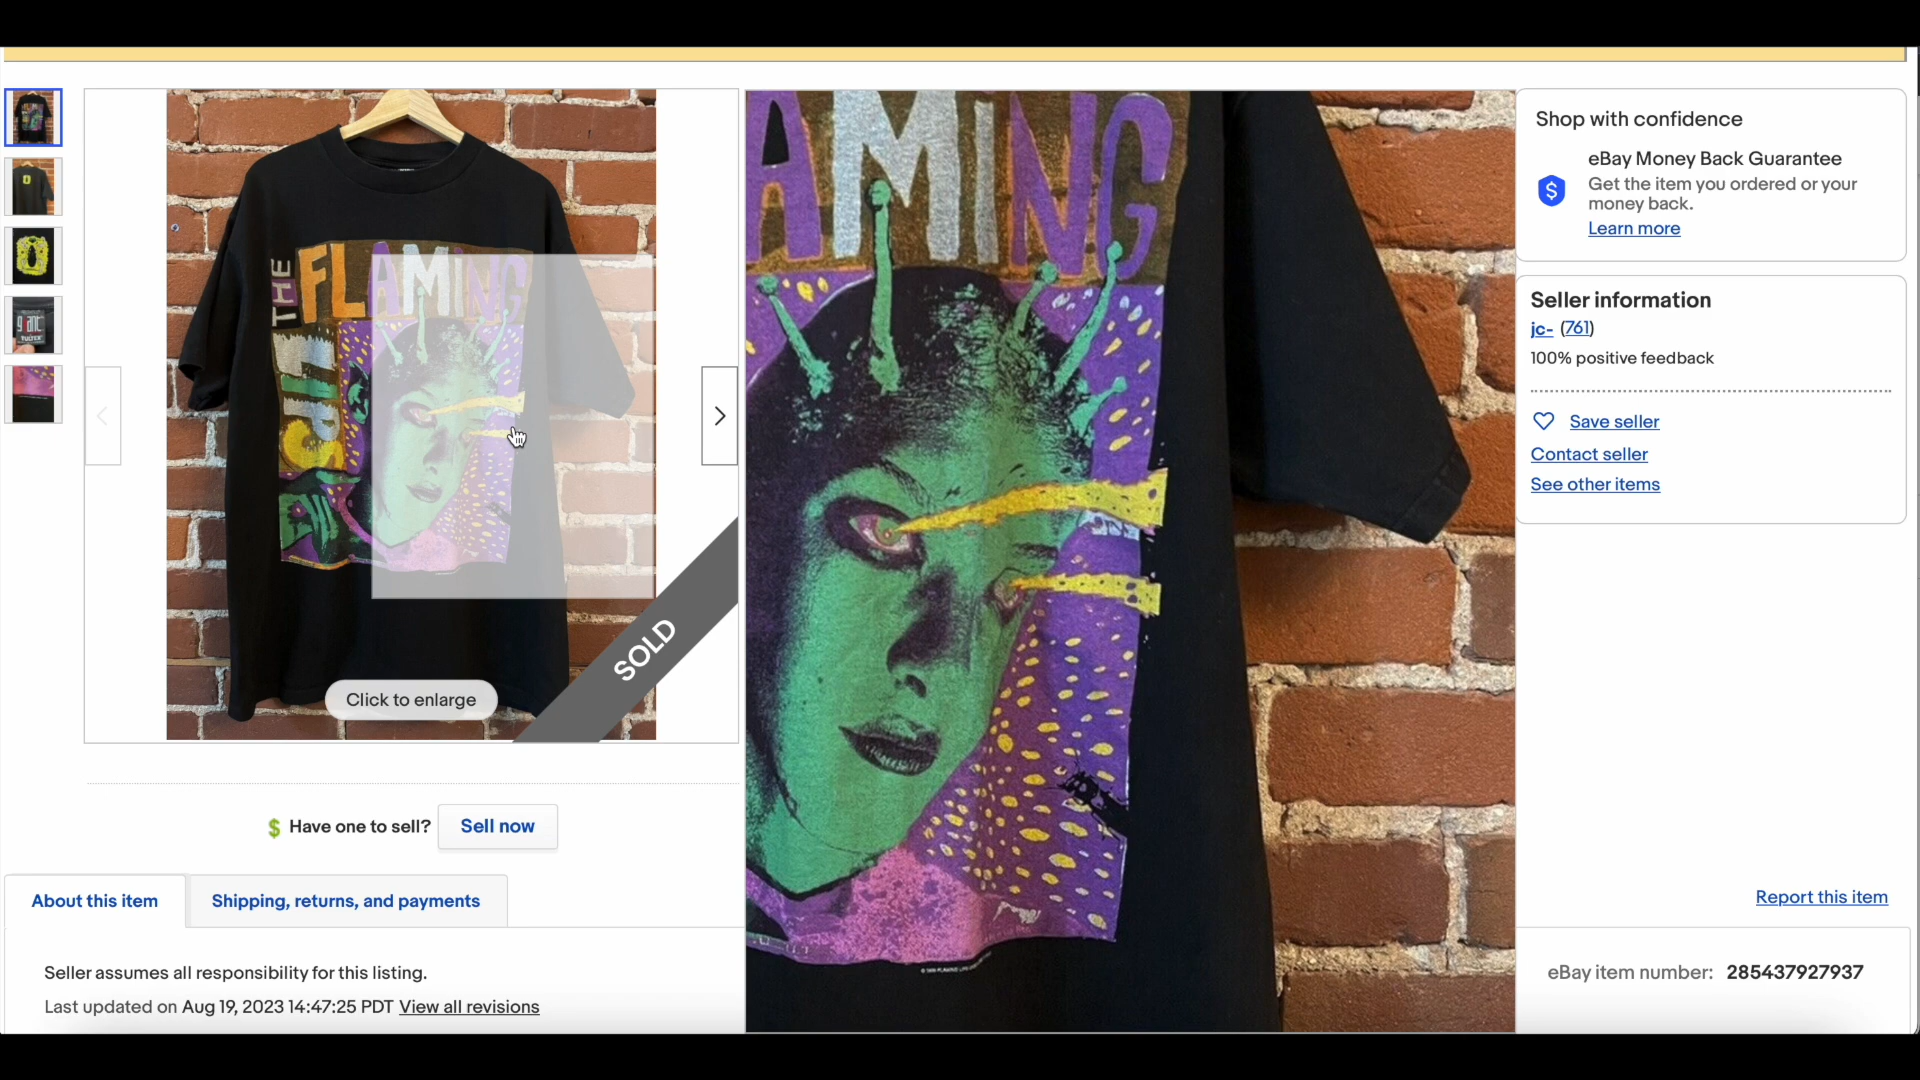 THE
FLAMiNG
LIPS
SOLD
Click to enlarge
AMiNG
Have one to sell?
Sell now
About this item
Shipping, returns, and payments
Seller assumes all responsibility for this listing.
Last updated on Aug 19, 2023 14:47:25 PDT View all revisions
Shop with confidence
eBay Money Back Guarantee
Get the item you ordered or your
money back.
Learn more
Seller information
jc- (761)
100% positive feedback
Save seller
Contact seller
See other items
Report this item
eBay item number: 285437927937
giant